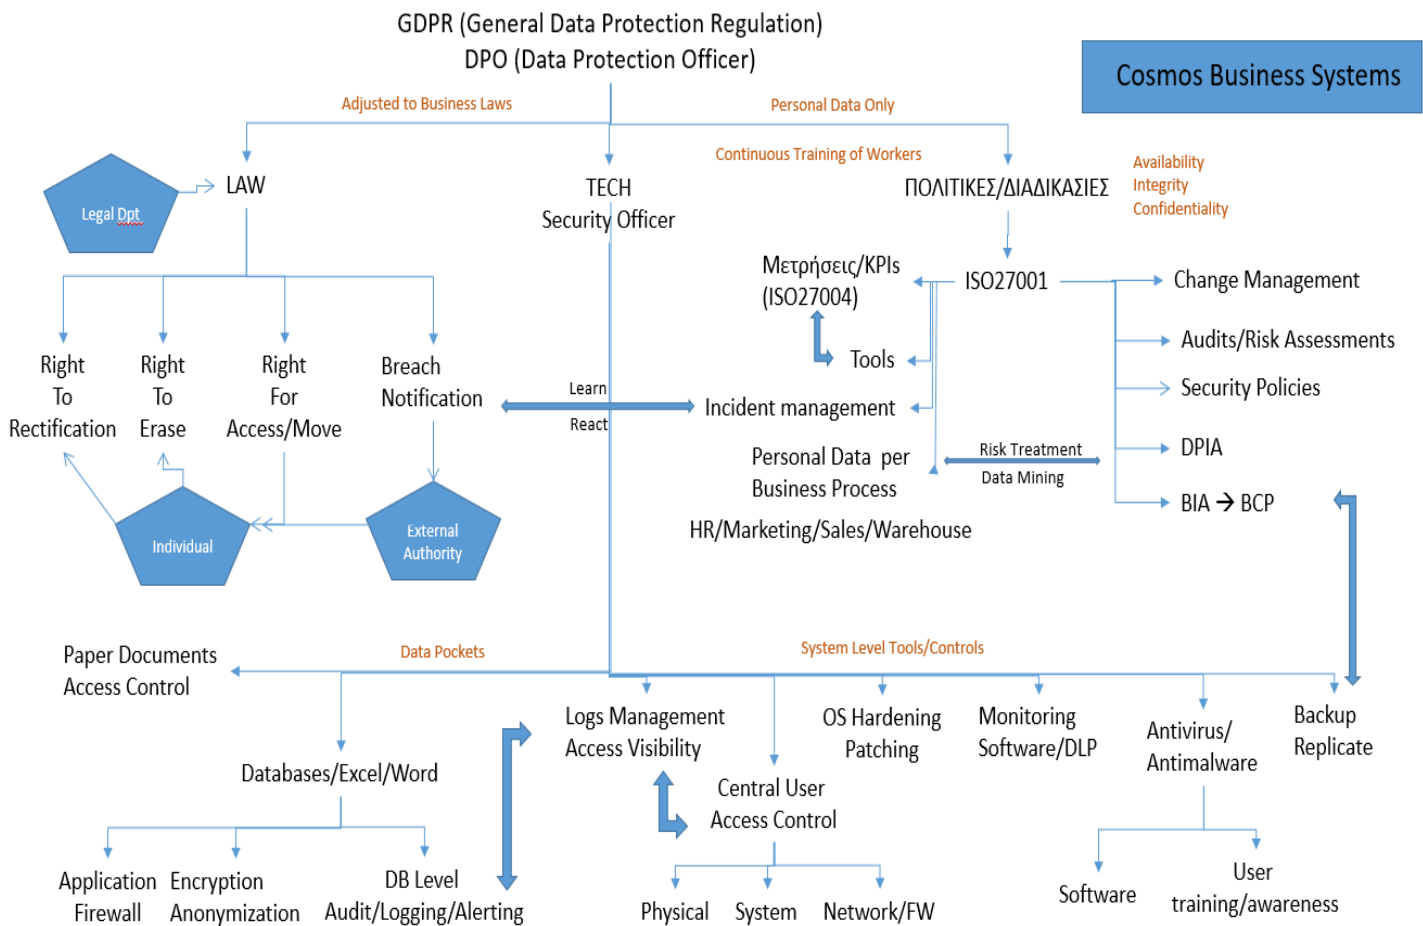 GDPR (General Data Protection Regulation)
DPO (Data Protection Officer)
Cosmos Business Systems
Adjusted to Business Laws
Personal Data Only
Continuous Training of Workers
Availability
Integrity
Confidentiality
Legal Dpt
LAW
TECH
Security Officer
ΠΟΛΙΤΙΚΕΣ/ΔΙΑΔΙΚΑΣΙΕΣ
Μετρήσεις/KPIs
(ISO27004)
ISO27001
Change Management
Tools
Audits/Risk Assessments
Right
To
Rectification
Right
To
Erase
Right
For
Access/Move
Breach
Notification
Learn
React
Incident management
Security Policies
Personal Data per
Business Process
Risk Treatment
Data Mining
DPIA
BIA → BCP
HR/Marketing/Sales/Warehouse
Individual
External
Authority
Paper Documents
Access Control
Data Pockets
System Level Tools/Controls
Logs Management
Access Visibility
OS Hardening
Patching
Monitoring
Software/DLP
Antivirus/
Antimalware
Backup
Replicate
Databases/Excel/Word
Central User
Access Control
Application
Firewall
Encryption
Anonymization
DB Level
Audit/Logging/Alerting
Physical
System
Network/FW
Software
User
training/awareness